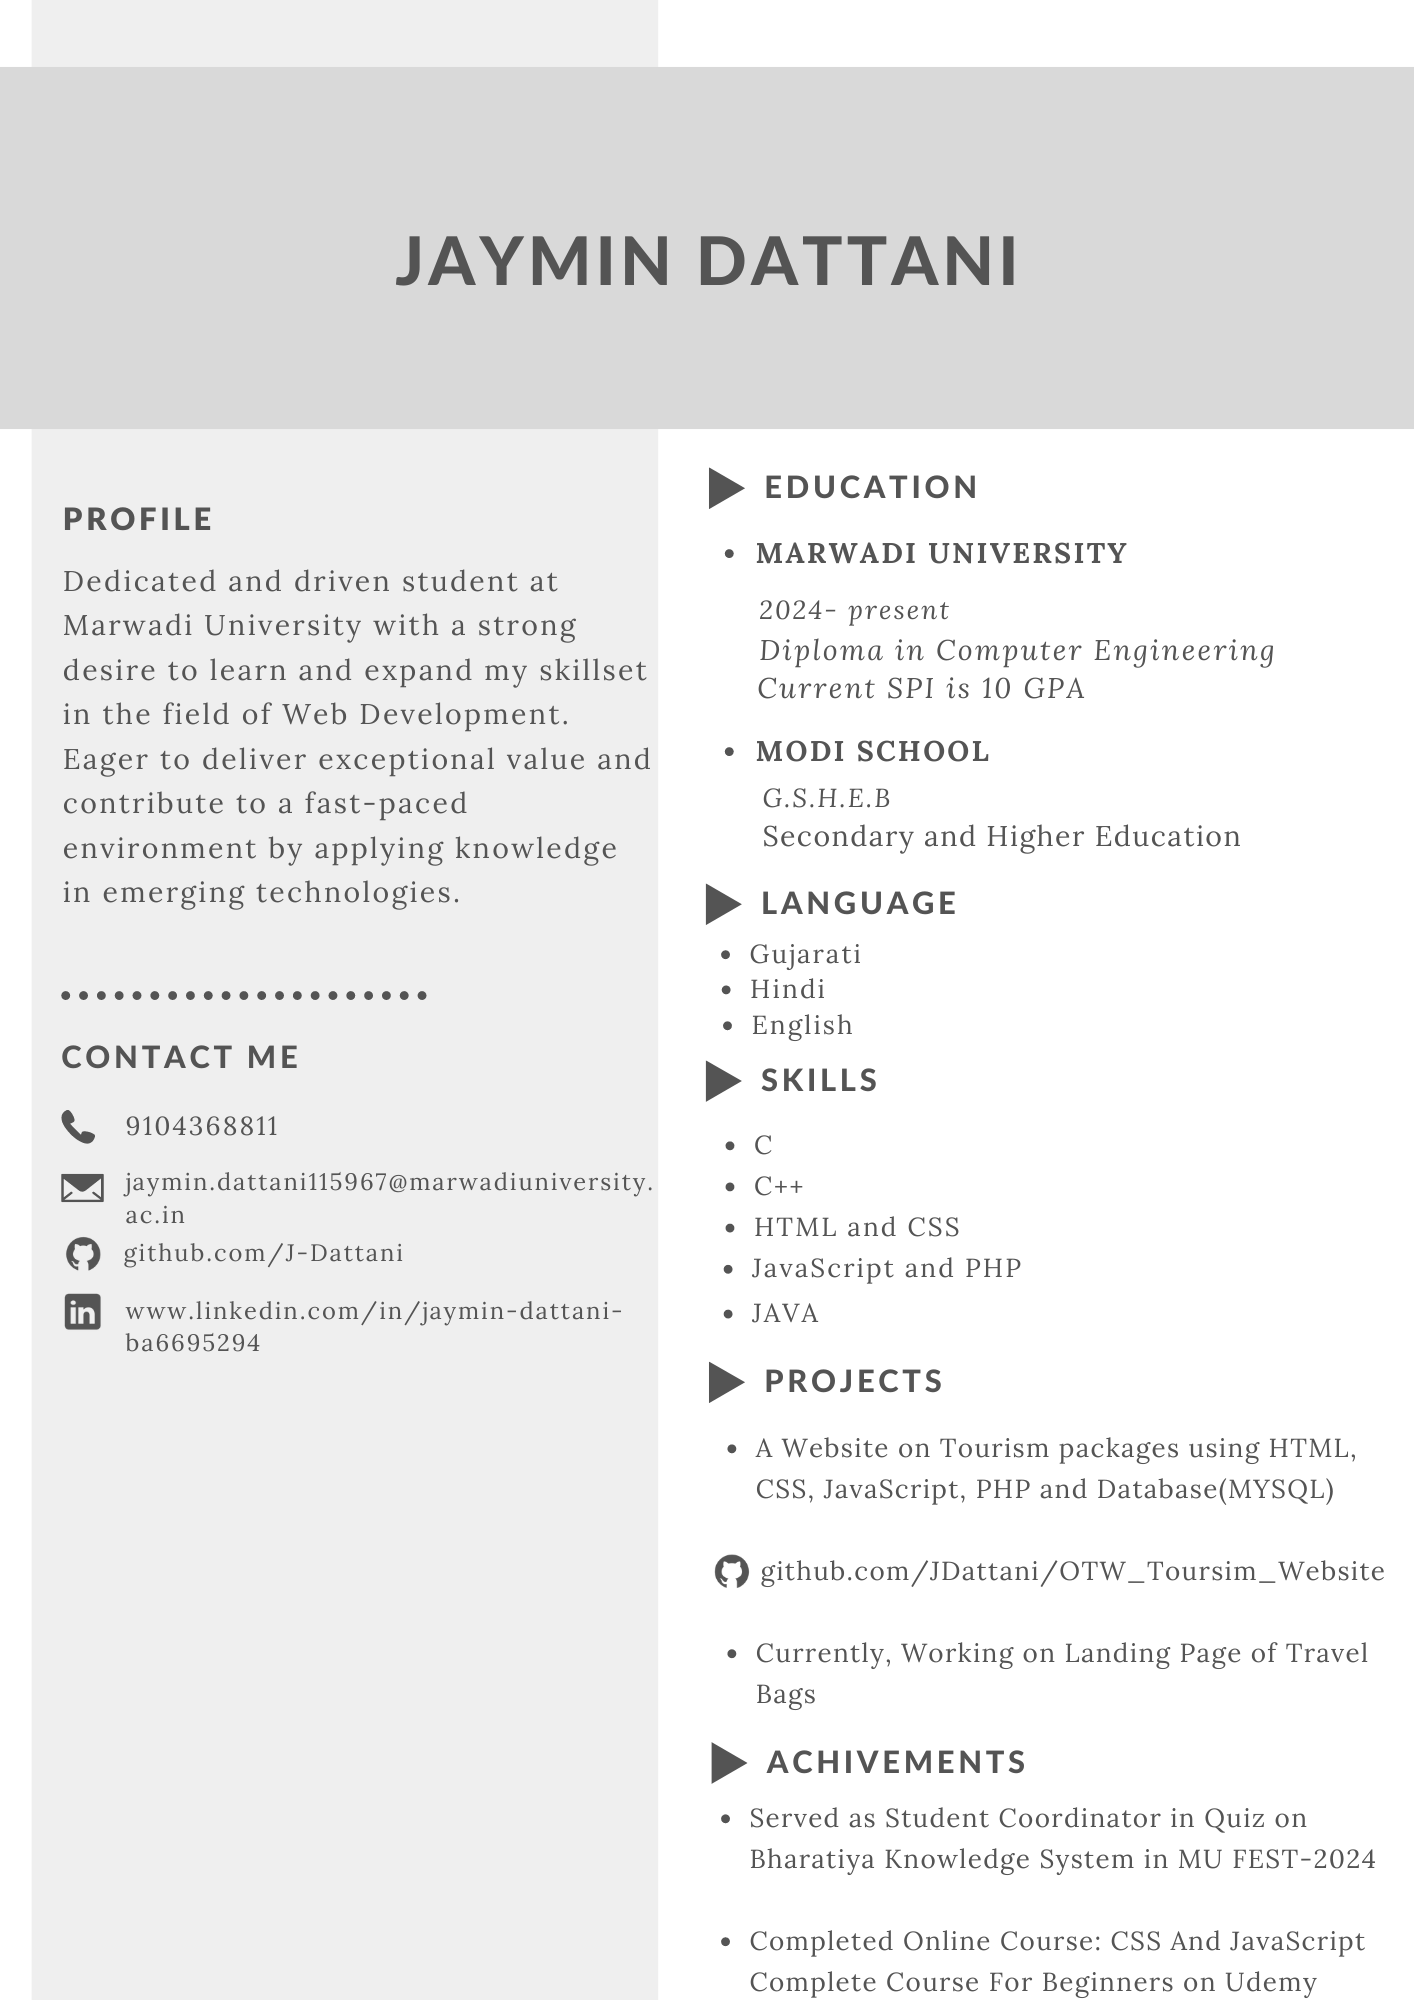 JAYMIN DATTANI
PROFILE
Dedicated and driven student at
Marwadi University with a strong
desire to learn and expand my skillset
in the field of Web Development.
Eager to deliver exceptional value and
contribute to a fast-paced
environment by applying knowledge
in emerging technologies.
CONTACT ME
9104368811
jaymin.dattani115967@marwadiuniversity.
ac.in
github.com/J-Dattani
www.linkedin.com/in/jaymin-dattani-
ba6695294
EDUCATION
• MARWADI UNIVERSITY
2024- present
Diploma in Computer Engineering
Current SPI is 10 GPA
• MODI SCHOOL
G.S.H.E.B
Secondary and Higher Education
LANGUAGE
• Gujarati
• Hindi
• English
SKILLS
• C
• C++
• HTML and CSS
• JavaScript and PHP
• JAVA
PROJECTS
• A Website on Tourism packages using HTML,
CSS, JavaScript, PHP and Database(MYSQL)
github.com/JDattani/OTW_Toursim_Website
• Currently, Working on Landing Page of Travel
Bags
ACHIVEMENTS
• Served as Student Coordinator in Quiz on
Bharatiya Knowledge System in MU FEST-2024
• Completed Online Course: CSS And JavaScript
Complete Course For Beginners on Udemy